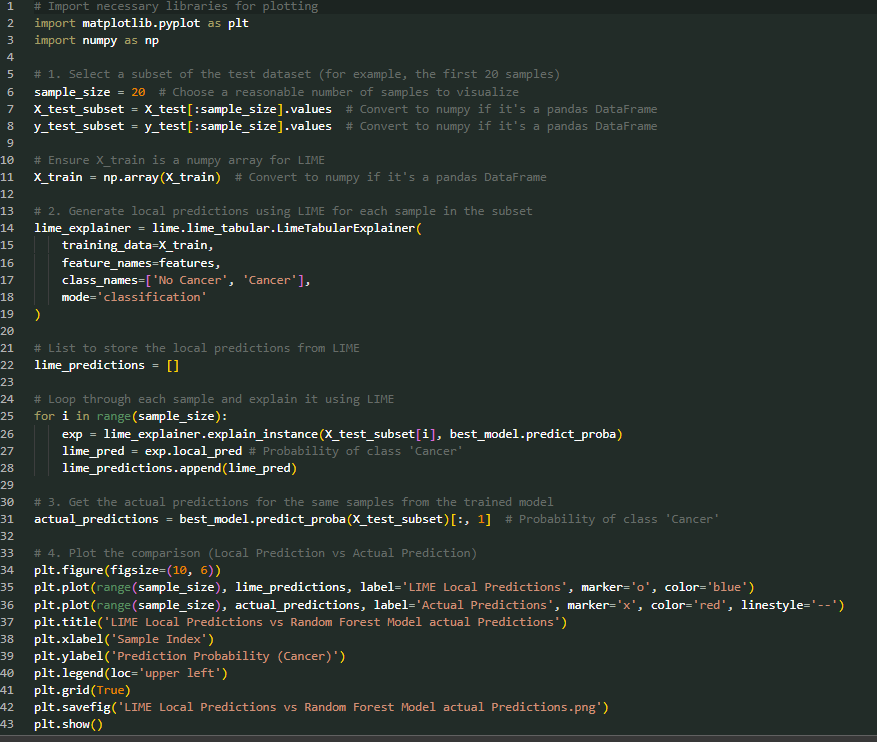 1 # Import necessary libraries for plotting
2 import matplotlib.pyplot as plt
3 import numpy as np
4
5 # 1. Select a subset of the test dataset (for example, the first 20 samples)
6 sample_size = 20  # Choose a reasonable number of samples to visualize
7 X_test_subset = X_test[:sample_size].values  # Convert to numpy if it's a pandas DataFrame
8 y_test_subset = y_test[:sample_size].values  # Convert to numpy if it's a pandas DataFrame
9
10 # Ensure X_train is a numpy array for LIME
11 X_train = np.array(X_train)  # Convert to numpy if it's a pandas DataFrame
12
13 # 2. Generate local predictions using LIME for each sample in the subset
14 lime_explainer = lime.lime_tabular.LimeTabularExplainer(
15     training_data=X_train,
16     feature_names=features,
17     class_names=['No Cancer', 'Cancer'],
18     mode='classification'
19 )
20
21 # List to store the local predictions from LIME
22 lime_predictions = []
23
24 # Loop through each sample and explain it using LIME
25 for i in range(sample_size):
26     exp = lime_explainer.explain_instance(X_test_subset[i], best_model.predict_proba)
27     lime_pred = exp.local_pred # Probability of class 'Cancer'
28     lime_predictions.append(lime_pred)
29
30 # 3. Get the actual predictions for the same samples from the trained model
31 actual_predictions = best_model.predict_proba(X_test_subset)[:, 1]  # Probability of class 'Cancer'
32
33 # 4. Plot the comparison (Local Prediction vs Actual Prediction)
34 plt.figure(figsize=(10, 6))
35 plt.plot(range(sample_size), lime_predictions, label='LIME Local Predictions', marker='o', color='blue')
36 plt.plot(range(sample_size), actual_predictions, label='Actual Predictions', marker='x', color='red', linestyle='--')
37 plt.title('LIME Local Predictions vs Random Forest Model actual Predictions')
38 plt.xlabel('Sample Index')
39 plt.ylabel('Prediction Probability (Cancer)')
40 plt.legend(loc='upper left')
41 plt.grid(True)
42 plt.savefig('LIME Local Predictions vs Random Forest Model actual Predictions.png')
43 plt.show()